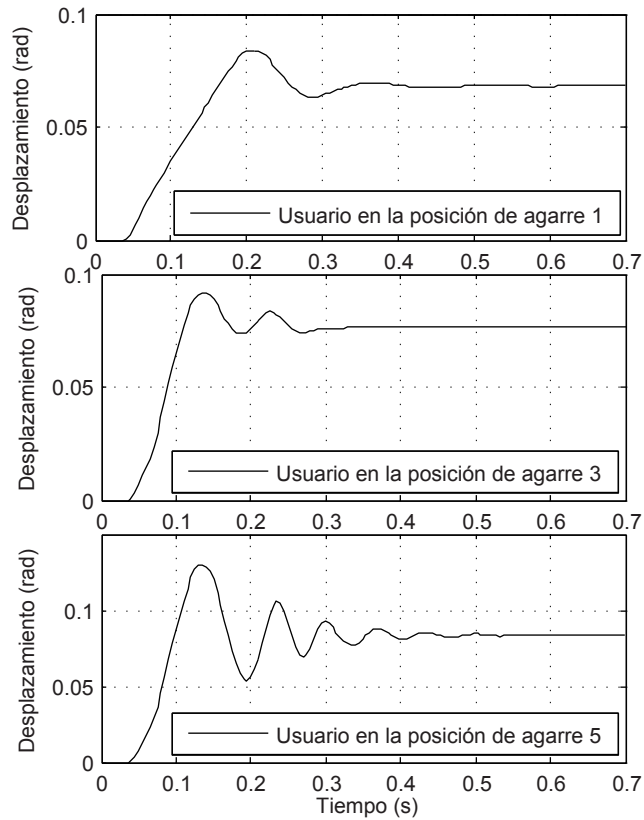 0.1
0.05
0
Desplazamiento (rad)
Usuario en la posición de agarre 1
0 0.1 0.2 0.3 0.4 0.5 0.6 0.7
0.1
0.05
0
Desplazamiento (rad)
Usuario en la posición de agarre 3
0 0.1 0.2 0.3 0.4 0.5 0.6 0.7
0.1
0.05
0
Desplazamiento (rad)
Usuario en la posición de agarre 5
0 0.1 0.2 0.3 0.4 0.5 0.6 0.7
Tiempo (s)